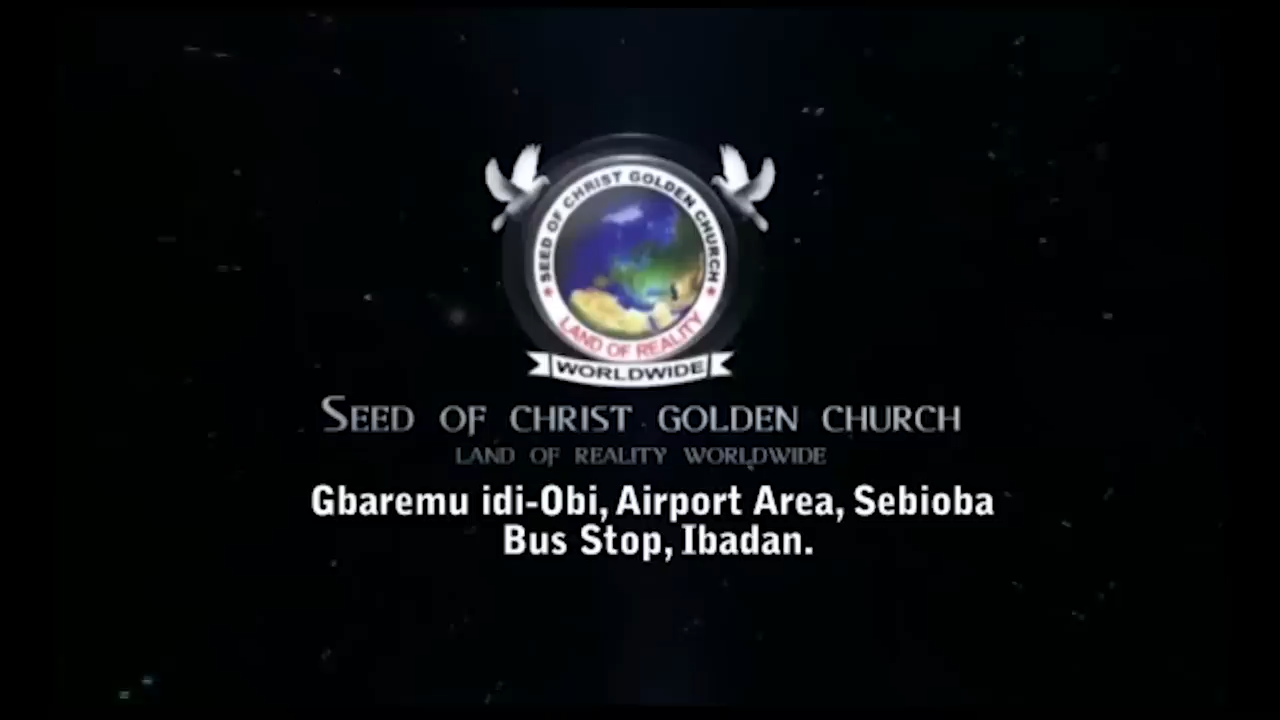 SEED OF CHRIST GOLDEN CHURCH
LAND OF REALITY
WORLDWIDE
SEED OF CHRIST GOLDEN CHURCH
LAND OF REALITY WORLDWIDE
Gbaremu idi-Obi, Airport Area, Sebioba
Bus Stop, Ibadan.